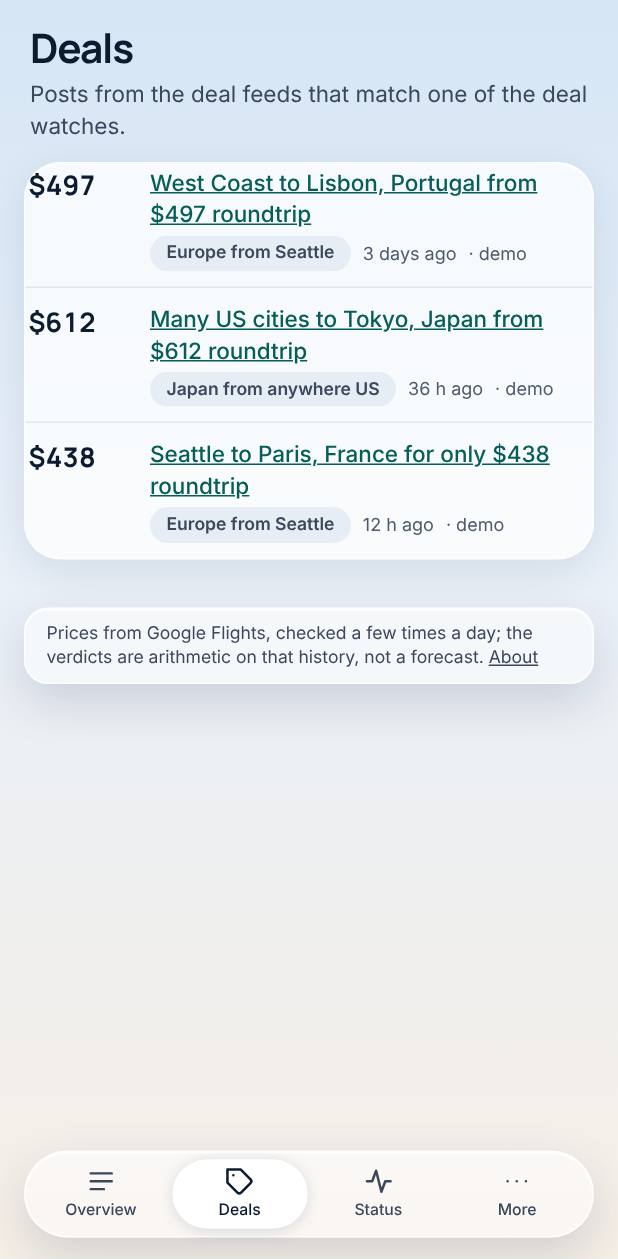 Deals
Posts from the deal feeds that match one of the deal
watches.
$497
West Coast to Lisbon, Portugal from
$497 roundtrip
Europe from Seattle 3 days ago · demo
$612
Many US cities to Tokyo, Japan from
$612 roundtrip
Japan from anywhere US 36 h ago · demo
$438
Seattle to Paris, France for only $438
roundtrip
Europe from Seattle 12 h ago · demo
Prices from Google Flights, checked a few times a day; the
verdicts are arithmetic on that history, not a forecast. About
Overview Deals Status More